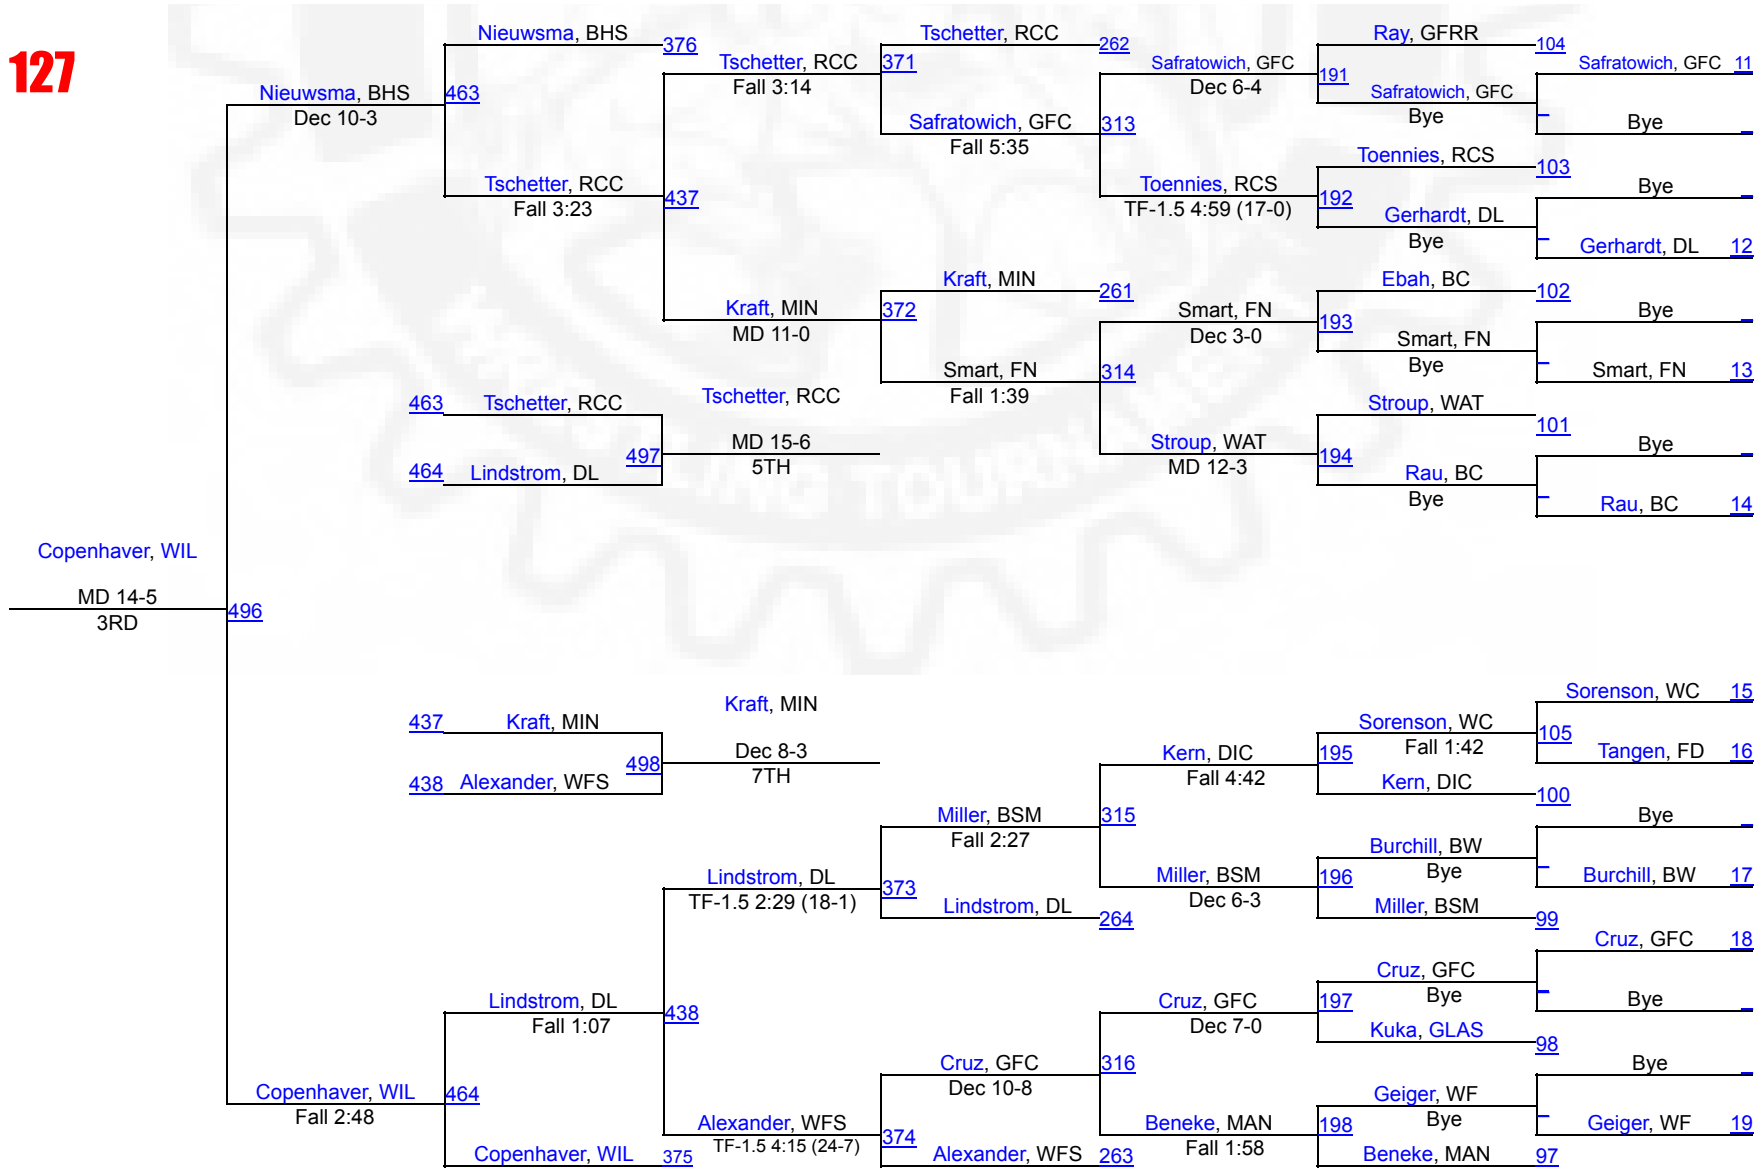 127
Nieuwsma, BHS
376
Tschetter, RCC
262
Ray, GFRR
104
Safratowich, GFC 11
Tschetter, RCC
371
Fall 3:14
Safratowich, GFC
Dec 6-4
191
Nieuwsma, BHS
463
Dec 10-3
Safratowich, GFC
Bye
Bye
Safratowich, GFC
313
Fall 5:35
Toennies, RCS
103
Bye
Tschetter, RCC
437
Fall 3:23
Toennies, RCS
192
TF-1.5 4:59 (17-0)
Gerhardt, DL
Bye
Gerhardt, DL 12
Kraft, MIN
261
Ebah, BC
102
Bye
Kraft, MIN
372
MD 11-0
Smart, FN
193
Dec 3-0
Smart, FN
Bye
Smart, FN
314
Fall 1:39
Smart, FN 13
463 Tschetter, RCC
Tschetter, RCC
Stroup, WAT
101
MD 15-6
497
5TH
Stroup, WAT
194
MD 12-3
Bye
464 Lindstrom, DL
Rau, BC
Bye
Rau, BC 14
WRESTLING TOURNAMENT
Copenhaver, WIL
MD 14-5
496
3RD
Sorenson, WC 15
Kraft, MIN
437 Kraft, MIN
Sorenson, WC
105
Fall 1:42
Dec 8-3
498
7TH
Kern, DIC
195
Fall 4:42
Tangen, FD 16
438 Alexander, WFS
Kern, DIC
100
Miller, BSM
315
Fall 2:27
Bye
Burchill, BW
Bye
Lindstrom, DL
373
TF-1.5 2:29 (18-1)
Miller, BSM
196
Dec 6-3
Burchill, BW 17
Lindstrom, DL
264
Miller, BSM
99
Cruz, GFC 18
Cruz, GFC
Bye
Lindstrom, DL
438
Fall 1:07
Cruz, GFC
197
Dec 7-0
Bye
Kuka, GLAS
98
Cruz, GFC
316
Dec 10-8
Bye
Copenhaver, WIL
464
Fall 2:48
Geiger, WF
Bye
Alexander, WFS
374
TF-1.5 4:15 (24-7)
Beneke, MAN
198
Fall 1:58
Geiger, WF 19
Copenhaver, WIL
375
Alexander, WFS 263
Beneke, MAN
97